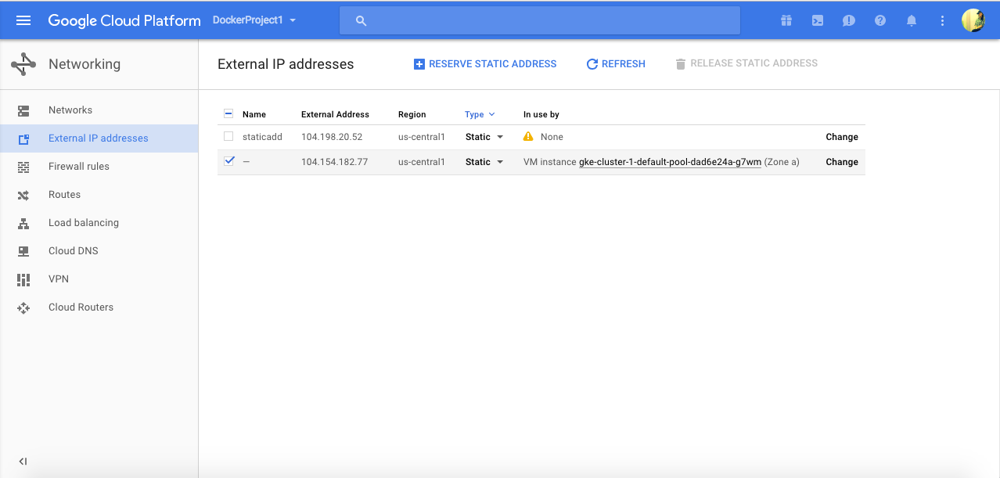 Google Cloud Platform DockerProject1
Networking
External IP addresses RESERVE STATIC ADDRESS REFRESH RELEASE STATIC ADDRESS
Networks
External IP addresses
Firewall rules
Routes
Load balancing
Cloud DNS
VPN
Cloud Routers
Name External Address Region Type In use by
staticadd 104.198.20.52 us-central1 Static None Change
— 104.154.182.77 us-central1 Static VM instance gke-cluster-1-default-pool-dad6e24a-g7wm (Zone a) Change